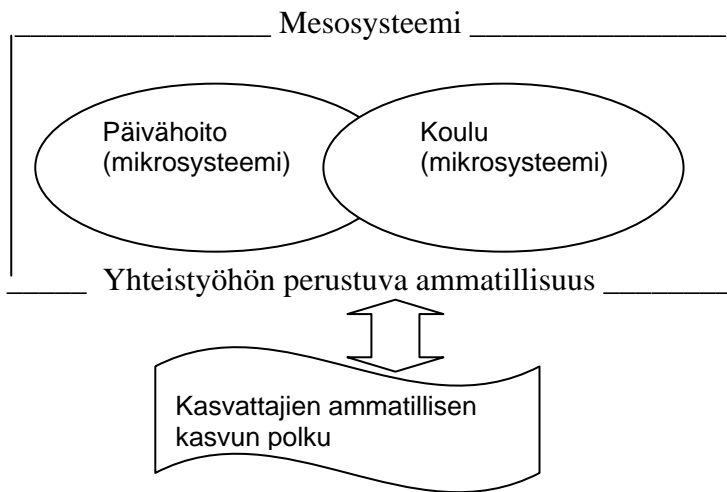 Mesosysteemi
Päivähoito
(mikrosysteemi)
Koulu
(mikrosysteemi)
Yhteistyöhön perustuva ammatillisuus
Kasvattajien ammatillisen
kasvun polku